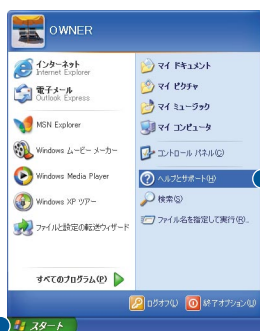 OWNER
インターネット
Internet Explorer
電子メール
Outlook Express
MSN Explorer
Windows ムービー メーカー
Windows Media Player
Windows XP ツアー
ファイルと設定の転送ウィザード
すべてのプログラム(P)
マイ ドキュメント
マイ ピクチャ
マイ ミュージック
マイ コンピュータ
コントロール パネル(C)
ヘルプとサポート(H)
検索(S)
ファイル名を指定して実行(R)...
ログオフ(L)
終了オプション(U)
スタート